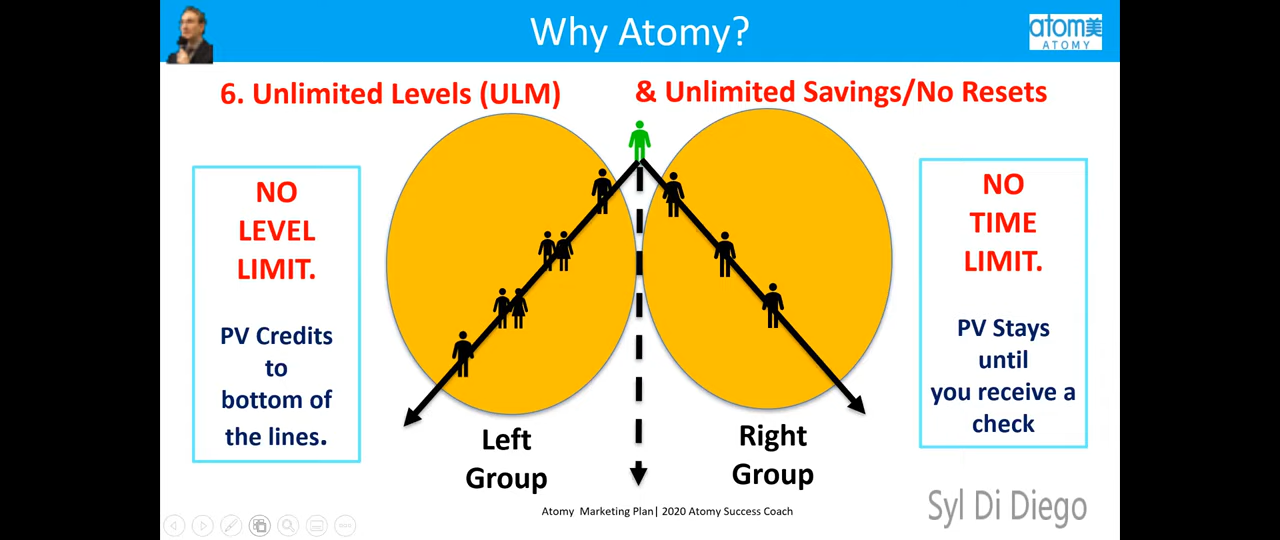 Why Atomy?
atom美
ATOMY
6. Unlimited Levels (ULM)
& Unlimited Savings/No Resets
NO
LEVEL
LIMIT.
PV Credits
to
bottom of
the lines.
NO
TIME
LIMIT.
PV Stays
until
you receive a
check
Left
Group
Right
Group
Atomy Marketing Plan| 2020 Atomy Success Coach
Syl Di Diego